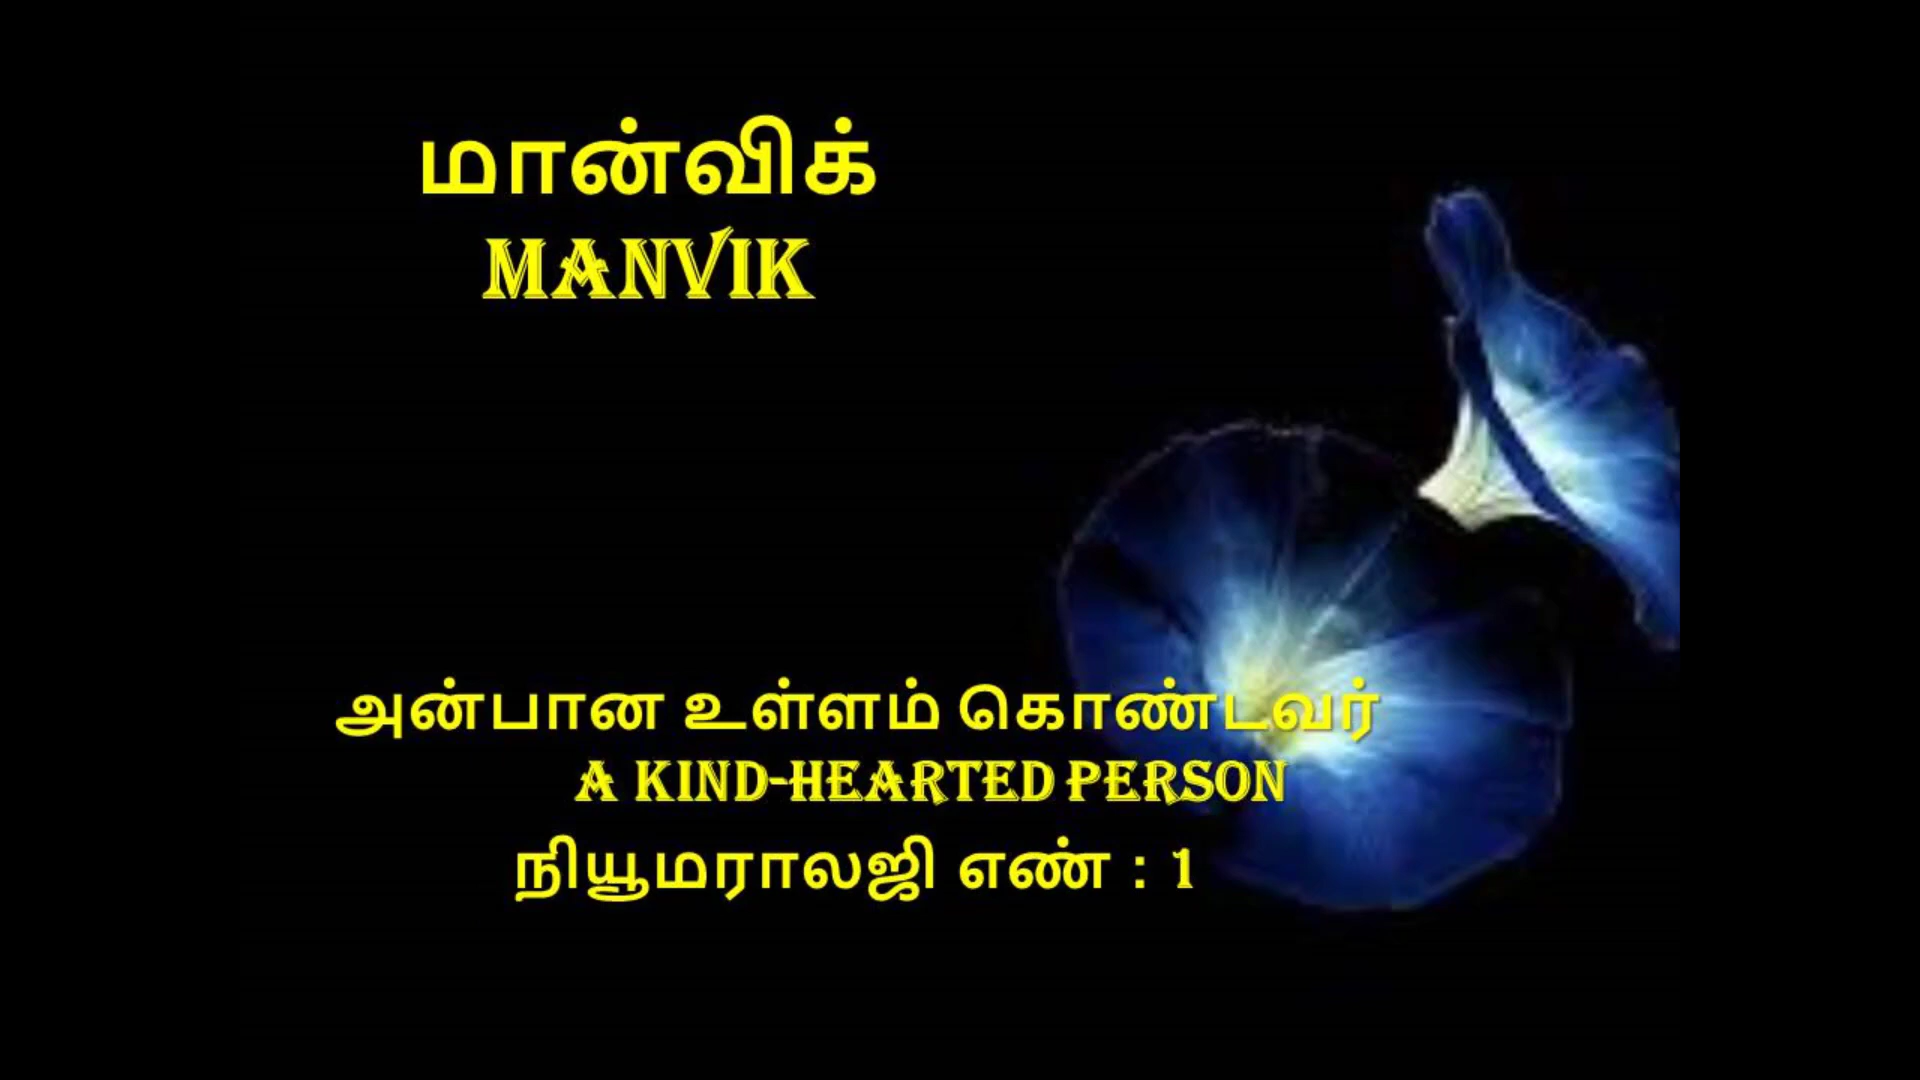 மான்விக்
MANVIK
அன்பான உள்ளம் கொண்டவர்
A KIND-HEARTED PERSON
நியூமராலஜி எண் : 1